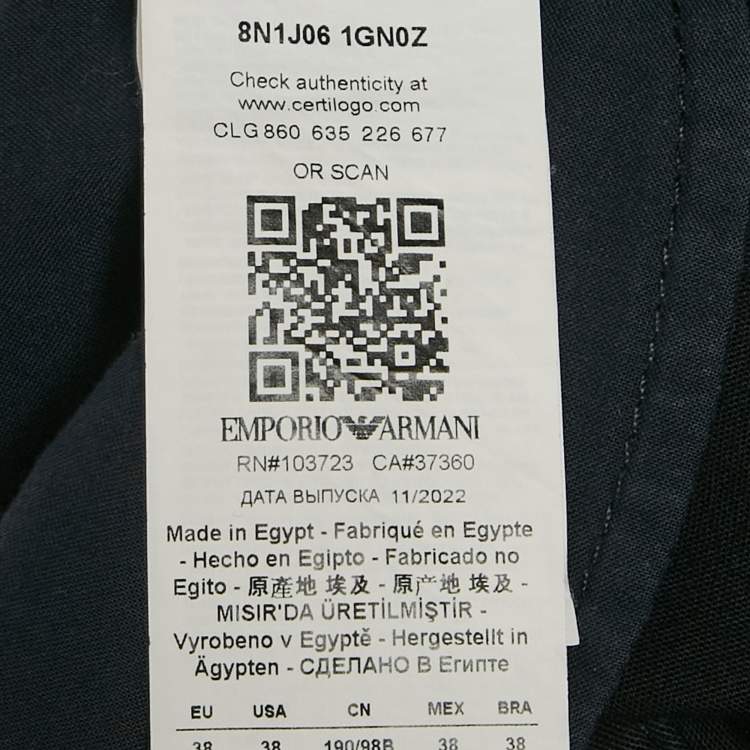 8N1J06 1GN0Z
Check authenticity at
www.certilogo.com
CLG 860 635 226 677
OR SCAN
EMPORIO ARMANI
RN#103723 CA#37360
ДАТА ВЫПУСКА 11/2022
Made in Egypt - Fabriqué en Egypte
- Hecho en Egipto - Fabricado no
Egito - 原產地 埃及 - 原产地 埃及 -
MISIR'DA ÜRETİLMİŞTİR -
Vyrobeno v Egyptě - Hergestellt in
Ägypten - СДЕЛАНО В Египте
EU USA CN MEX BRA
38 38 190/98B 38 38